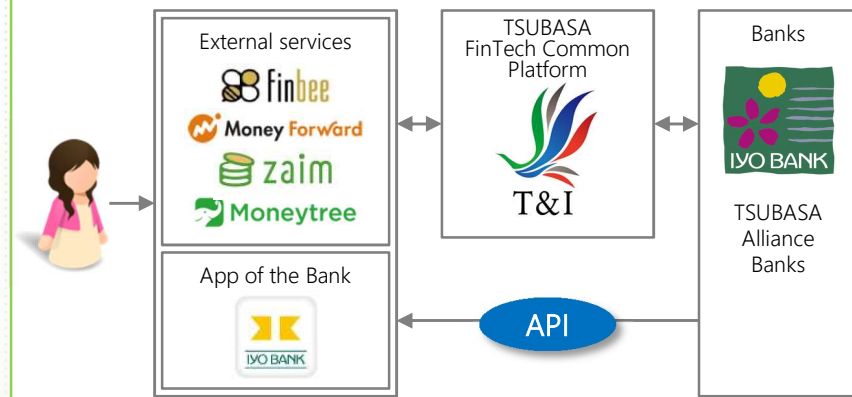 External services
finbee
Money Forward
zaim
Moneytree
App of the Bank
IYO BANK
TSUBASA
FinTech Common
Platform
T&I
API
Banks
IYO BANK
TSUBASA
Alliance
Banks